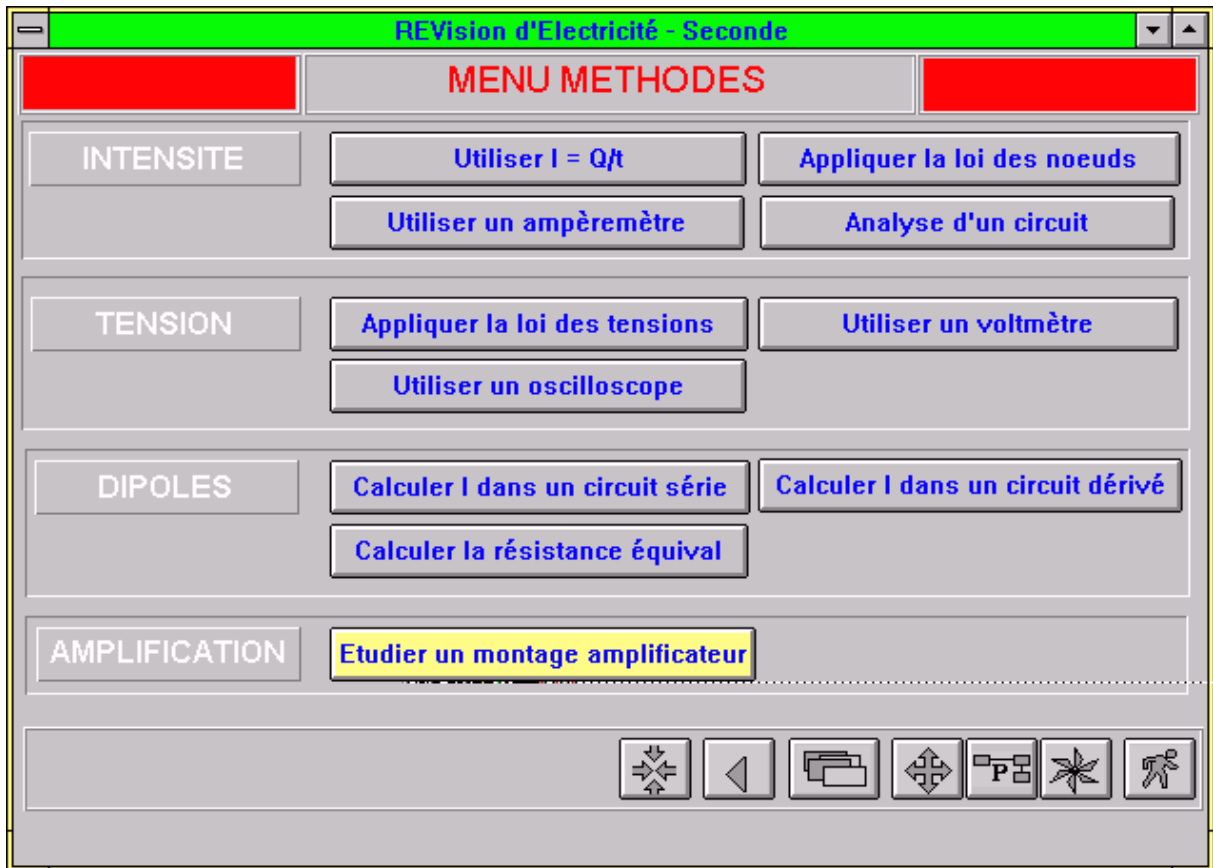 REVision d'Electricité - Seconde
MENU METHODES
INTENSITE
Utiliser I = Q/t
Appliquer la loi des noeuds
Utiliser un ampèremètre
Analyse d'un circuit
TENSION
Appliquer la loi des tensions
Utiliser un voltmètre
Utiliser un oscilloscope
DIPOLES
Calculer I dans un circuit série
Calculer I dans un circuit dérivé
Calculer la résistance équival
AMPLIFICATION
Etudier un montage amplificateur
P